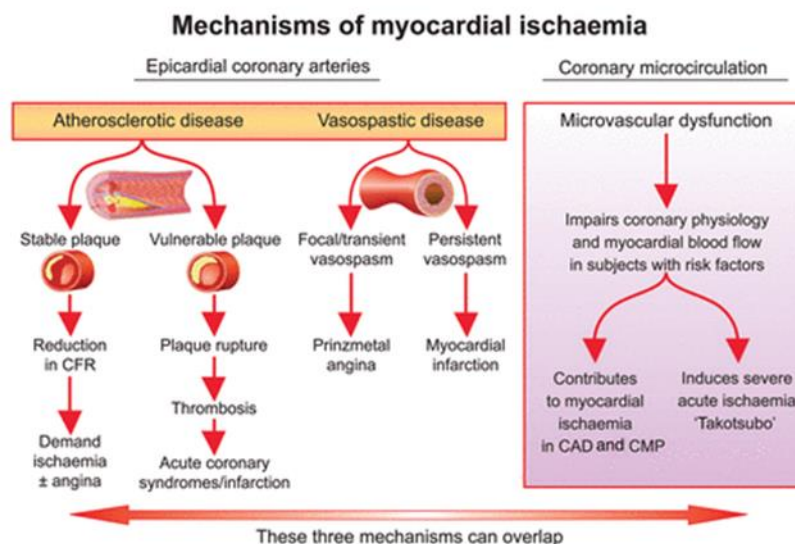 Mechanisms of myocardial ischaemia
Epicardial coronary arteries
Coronary microcirculation
Atherosclerotic disease
Vasospastic disease
Stable plaque
Vulnerable plaque
Focal/transient
vasospasm
Persistent
vasospasm
Reduction
in CFR
Plaque rupture
Prinzmetal
angina
Myocardial
infarction
Thrombosis
Demand
ischaemia
± angina
Acute coronary
syndromes/infarction
Microvascular dysfunction
Impairs coronary physiology
and myocardial blood flow
in subjects with risk factors
Contributes
to myocardial
ischaemia
in CAD and CMP
Induces severe
acute ischaemia
'Takotsubo'
These three mechanisms can overlap